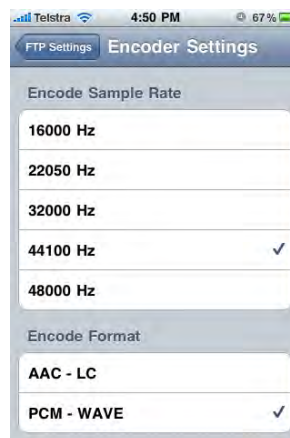 Telstra 4:50 PM 67%
FTP Settings Encoder Settings
Encode Sample Rate
16000 Hz
22050 Hz
32000 Hz
44100 Hz ✓
48000 Hz
Encode Format
AAC - LC
PCM - WAVE ✓